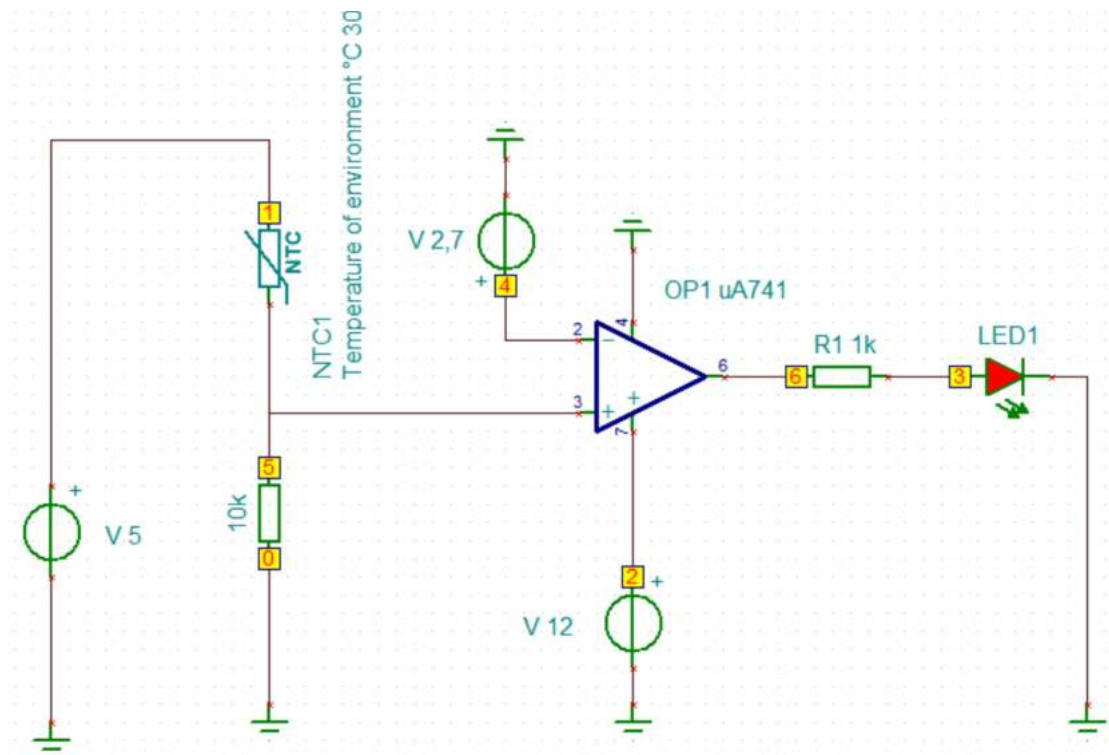 Temperature of environment °C 30
NTC1
1
NTC
V 2,7
+
4
OP1 uA741
2
4
−
3
+
+
7
6
6
R1 1k
3
LED1
5
10k
0
+
V 5
2
+
V 12